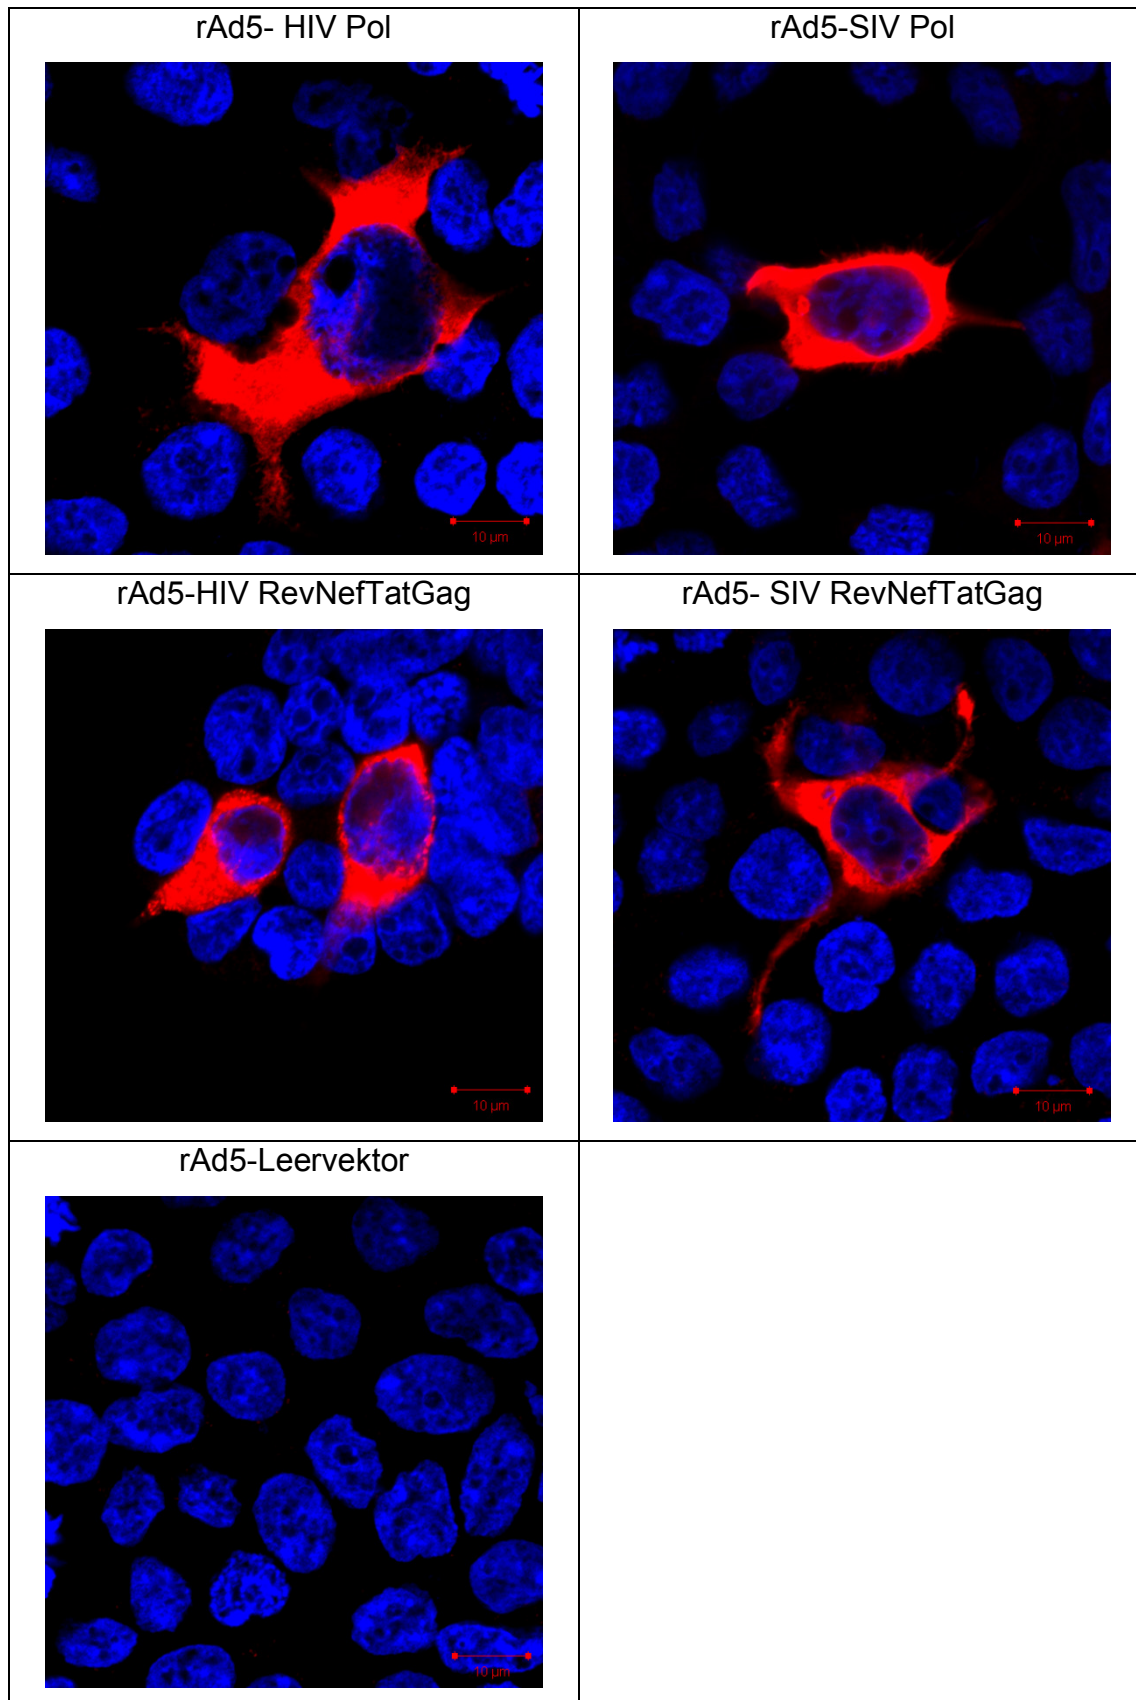 rAd5- HIV Pol
rAd5-SIV Pol
10 µm
10 µm
rAd5-HIV RevNefTatGag
rAd5- SIV RevNefTatGag
10 µm
10 µm
rAd5-Leervektor
10 µm